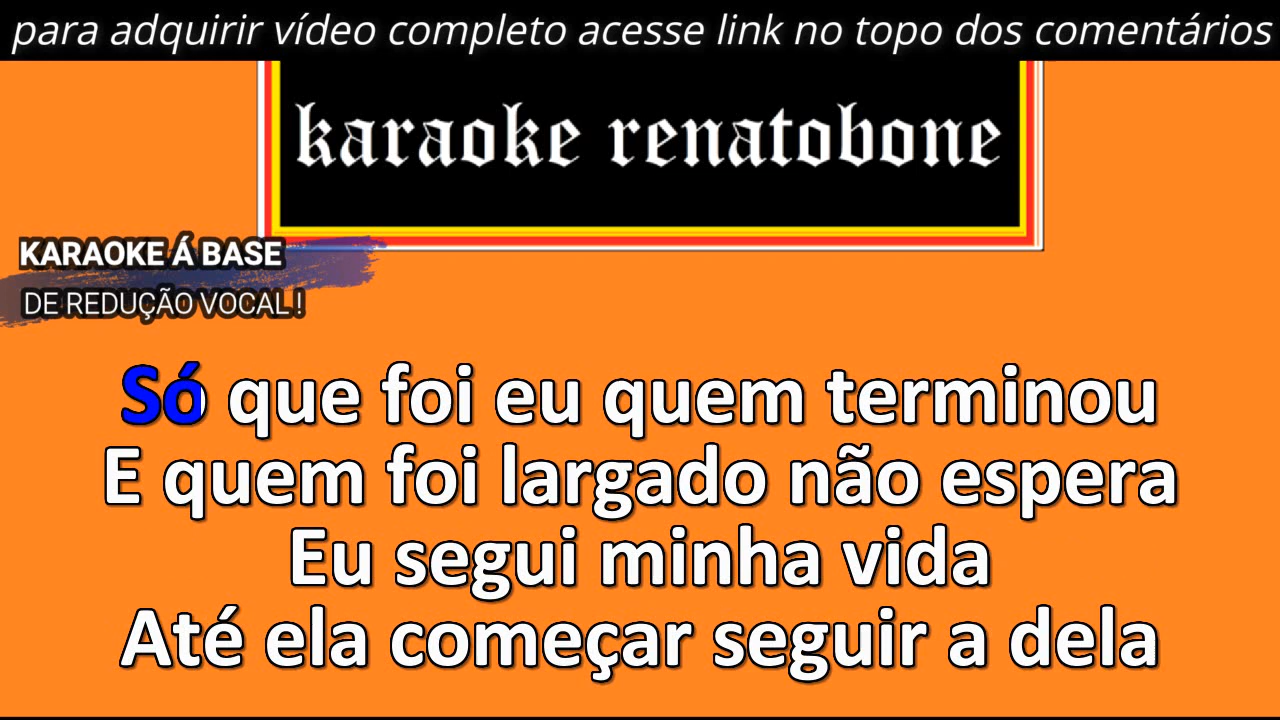 para adquirir vídeo completo acesse link no topo dos comentários
karaoke renatobone
KARAOKE Á BASE
DE REDUÇÃO VOCAL !
Só que foi eu quem terminou
E quem foi largado não espera
Eu segui minha vida
Até ela começar seguir a dela